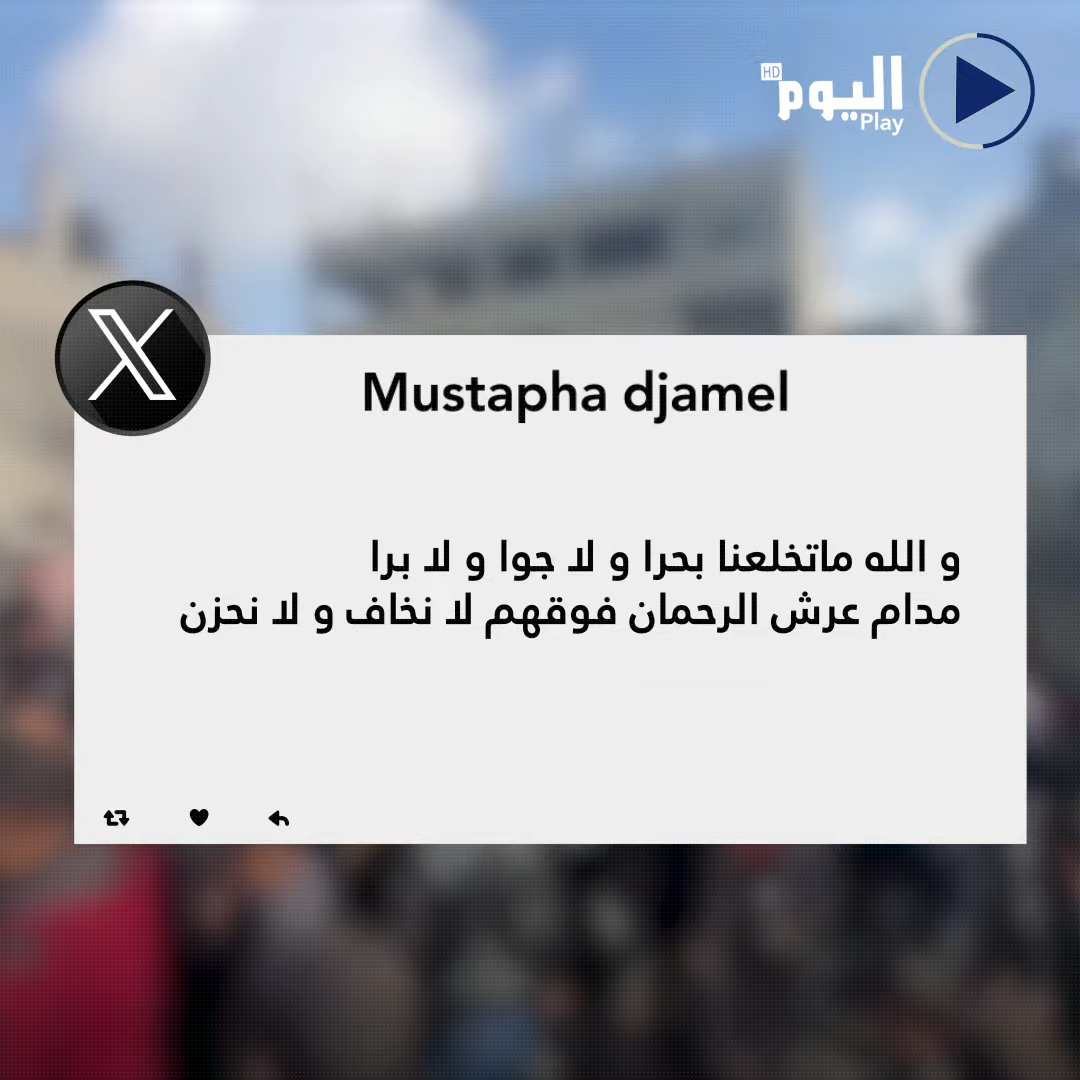 اليوم
HD
Play
Mustapha djamel
و الله ماتخلعنا بحرا و لا جوا و لا برا
مدام عرش الرحمان فوقهم لا نخاف و لا نحزن